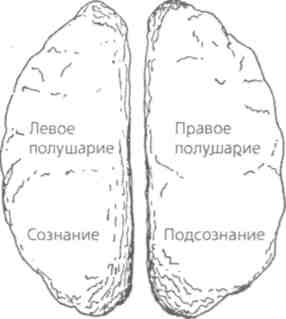 Левое
полушарие
Правое
полушарие
Сознание
Подсознание